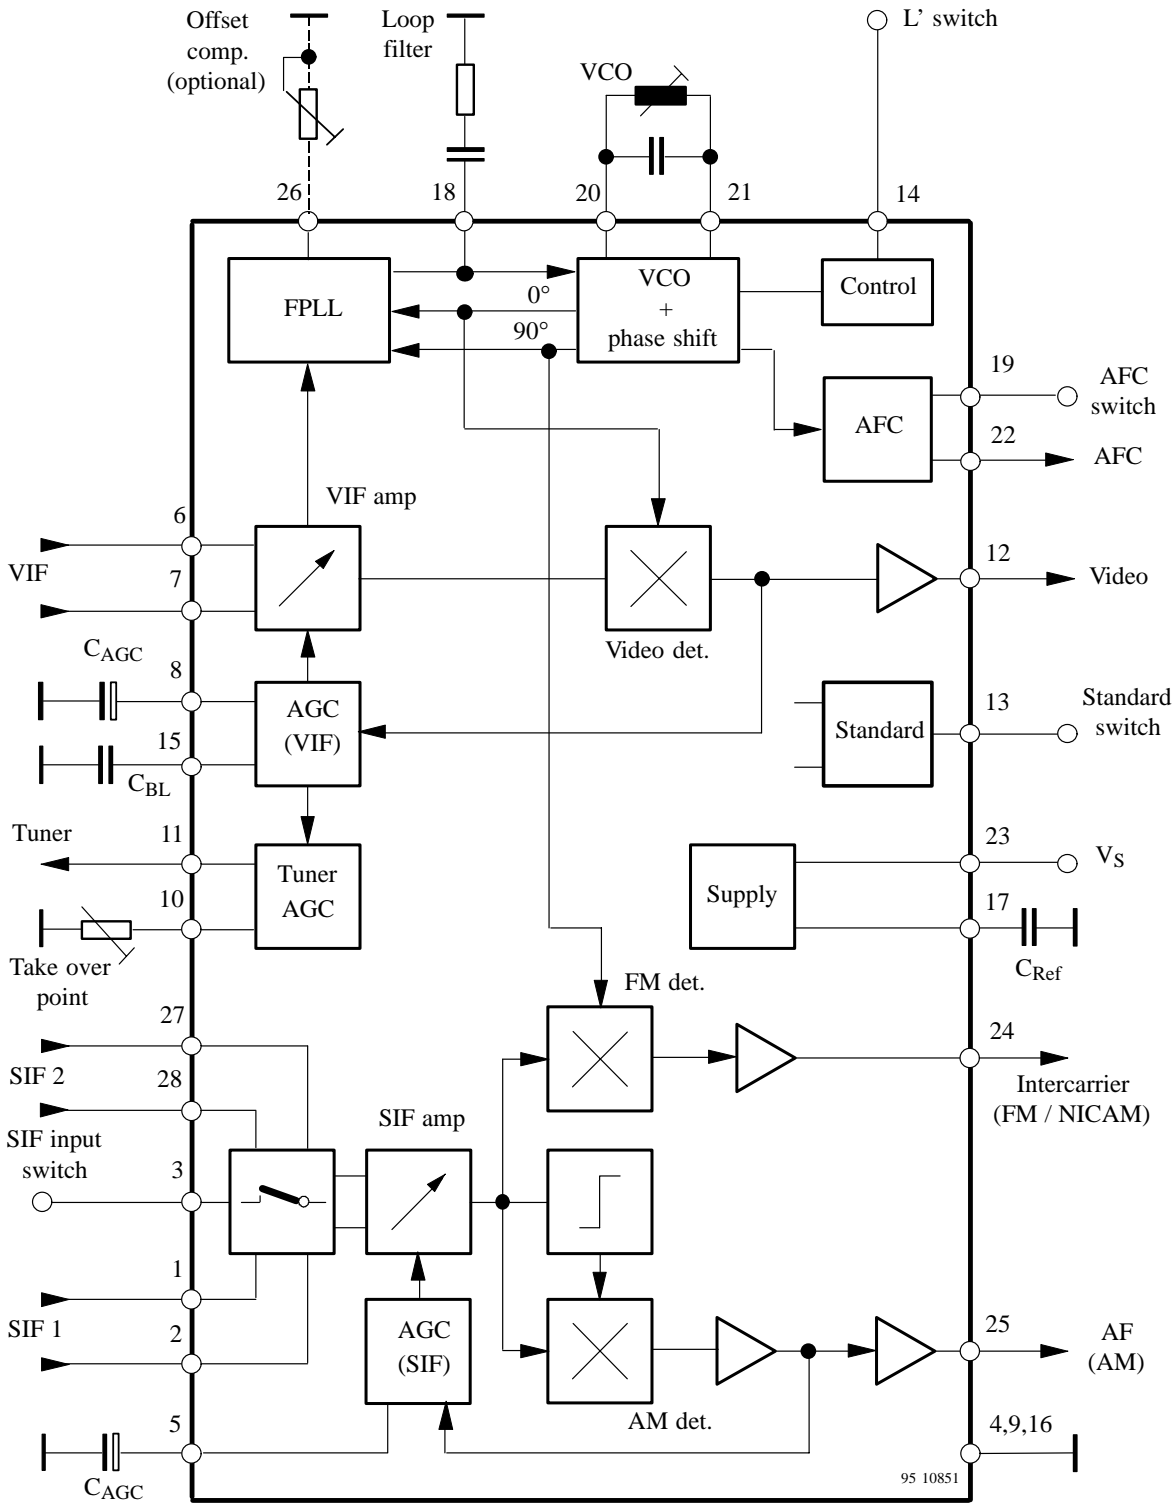 Offset
comp.
(optional)
Loop
filter
VCO
L' switch
26
18
20
21
14
FPLL
0°
90°
VCO
+
phase shift
Control
19
AFC
switch
AFC
22
AFC
VIF amp
6
VIF
7
12
Video
Video det.
CAGC
8
AGC
(VIF)
15
CBL
13
Standard
switch
Standard
Tuner
11
Tuner
AGC
10
Take over
point
Supply
23
VS
17
CRef
FM det.
27
SIF 2
28
SIF input
switch
3
SIF amp
24
Intercarrier
(FM / NICAM)
1
SIF 1
2
AGC
(SIF)
25
AF
(AM)
AM det.
5
CAGC
4,9,16
95 10851